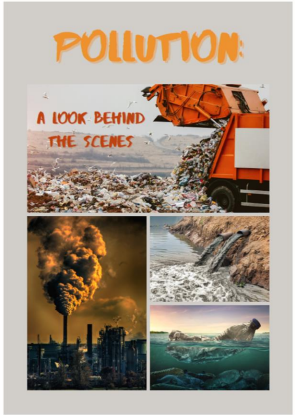 POLLUTION:
A LOOK BEHIND
THE SCENES